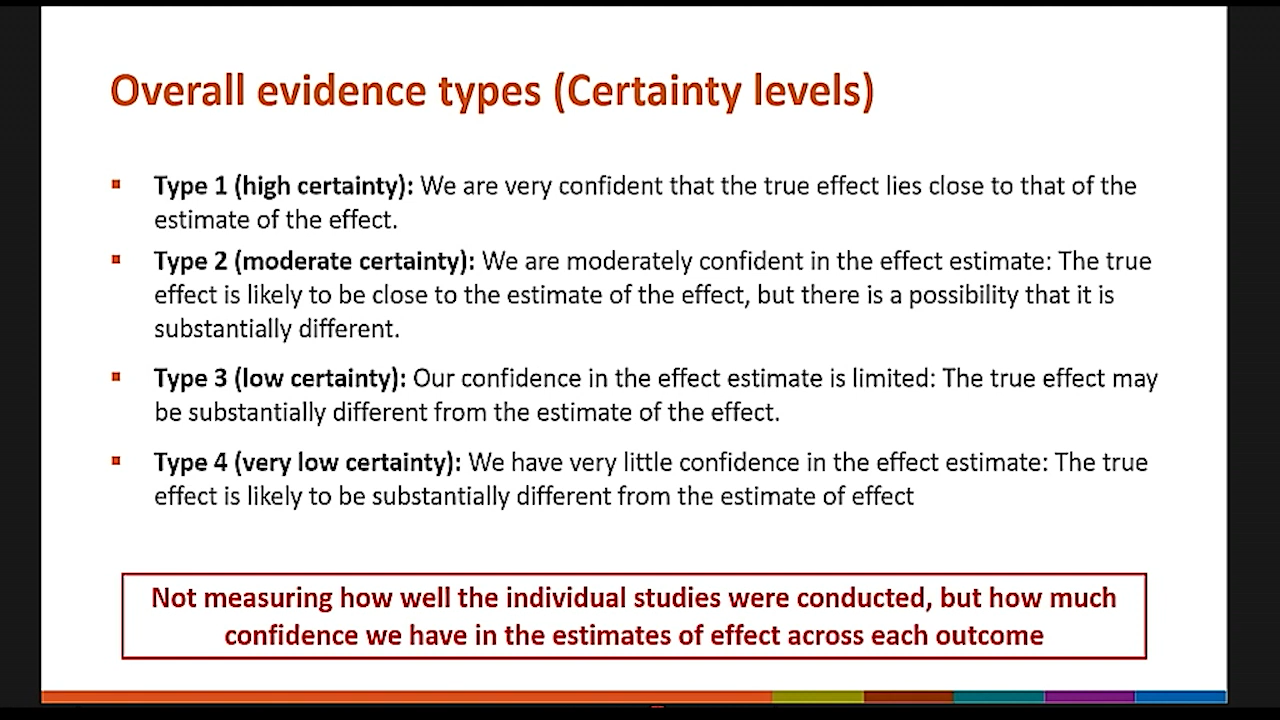 Overall evidence types (Certainty levels)
Type 1 (high certainty): We are very confident that the true effect lies close to that of the
estimate of the effect.
Type 2 (moderate certainty): We are moderately confident in the effect estimate: The true
effect is likely to be close to the estimate of the effect, but there is a possibility that it is
substantially different.
Type 3 (low certainty): Our confidence in the effect estimate is limited: The true effect may
be substantially different from the estimate of the effect.
Type 4 (very low certainty): We have very little confidence in the effect estimate: The true
effect is likely to be substantially different from the estimate of effect
Not measuring how well the individual studies were conducted, but how much
confidence we have in the estimates of effect across each outcome